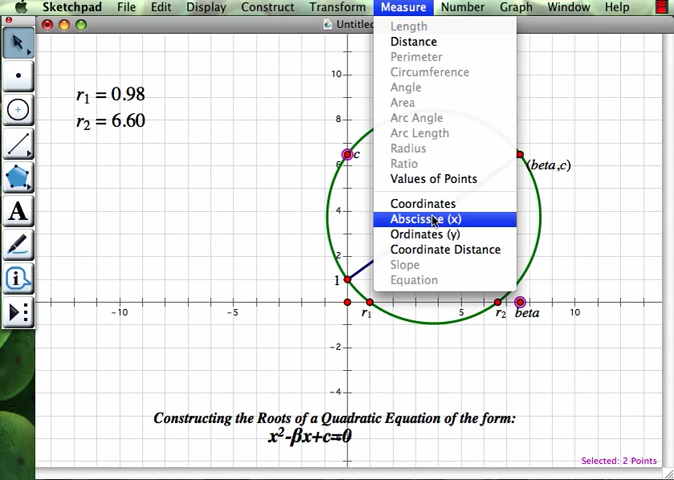 Sketchpad File Edit Display Construct Transform Measure Number Graph Window Help
Length
Distance
Perimeter
Circumference
Angle
Area
Arc Angle
Arc Length
Radius
Ratio
Values of Points
Coordinates
Ordinates (y)
Coordinate Distance
Slope
Equation
r1 = 0.98
r2 = 6.60
10
8
6
4
2
1
-2
-4
-10
-5
5
10
c
(beta,c)
r1
r2
beta
A
Constructing the Roots of a Quadratic Equation of the form:
x²-βx+c=0
Selected: 2 Points